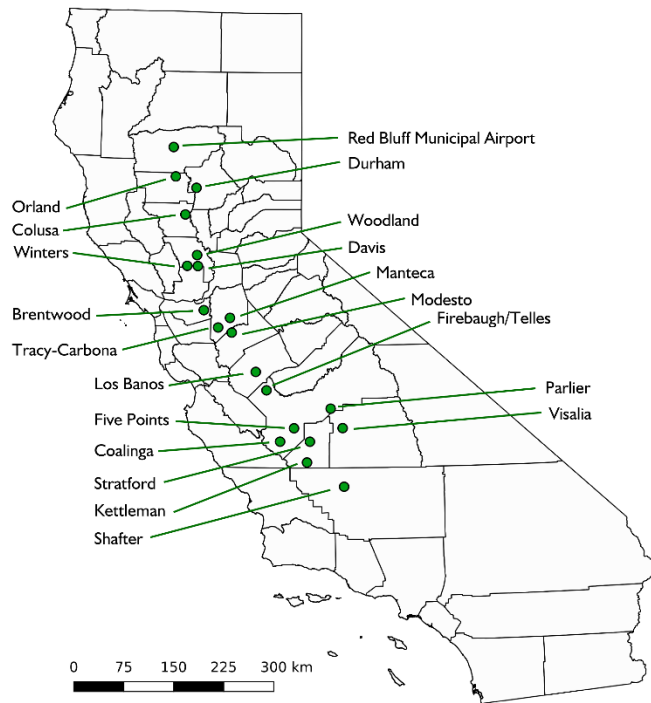 Red Bluff Municipal Airport
Durham
Orland
Colusa
Woodland
Winters
Davis
Manteca
Brentwood
Modesto
Firebaugh/Telles
Tracy-Carbona
Los Banos
Parlier
Five Points
Visalia
Coalinga
Stratford
Kettleman
Shafter
0 75 150 225 300 km